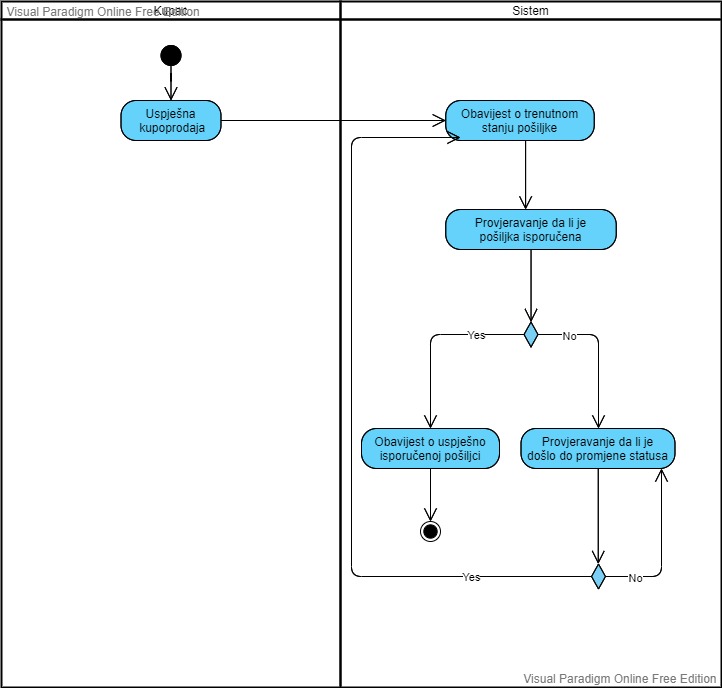 Visual Paradigm Online Free Edition
Kupac
Sistem
Uspješna
kupoprodaja
Obavijest o trenutnom
stanju pošiljke
Provjeravanje da li je
pošiljka isporučena
Yes
No
Obavijest o uspješno
isporučenoj pošiljci
Provjeravanje da li je
došlo do promjene statusa
Yes
No
Visual Paradigm Online Free Edition